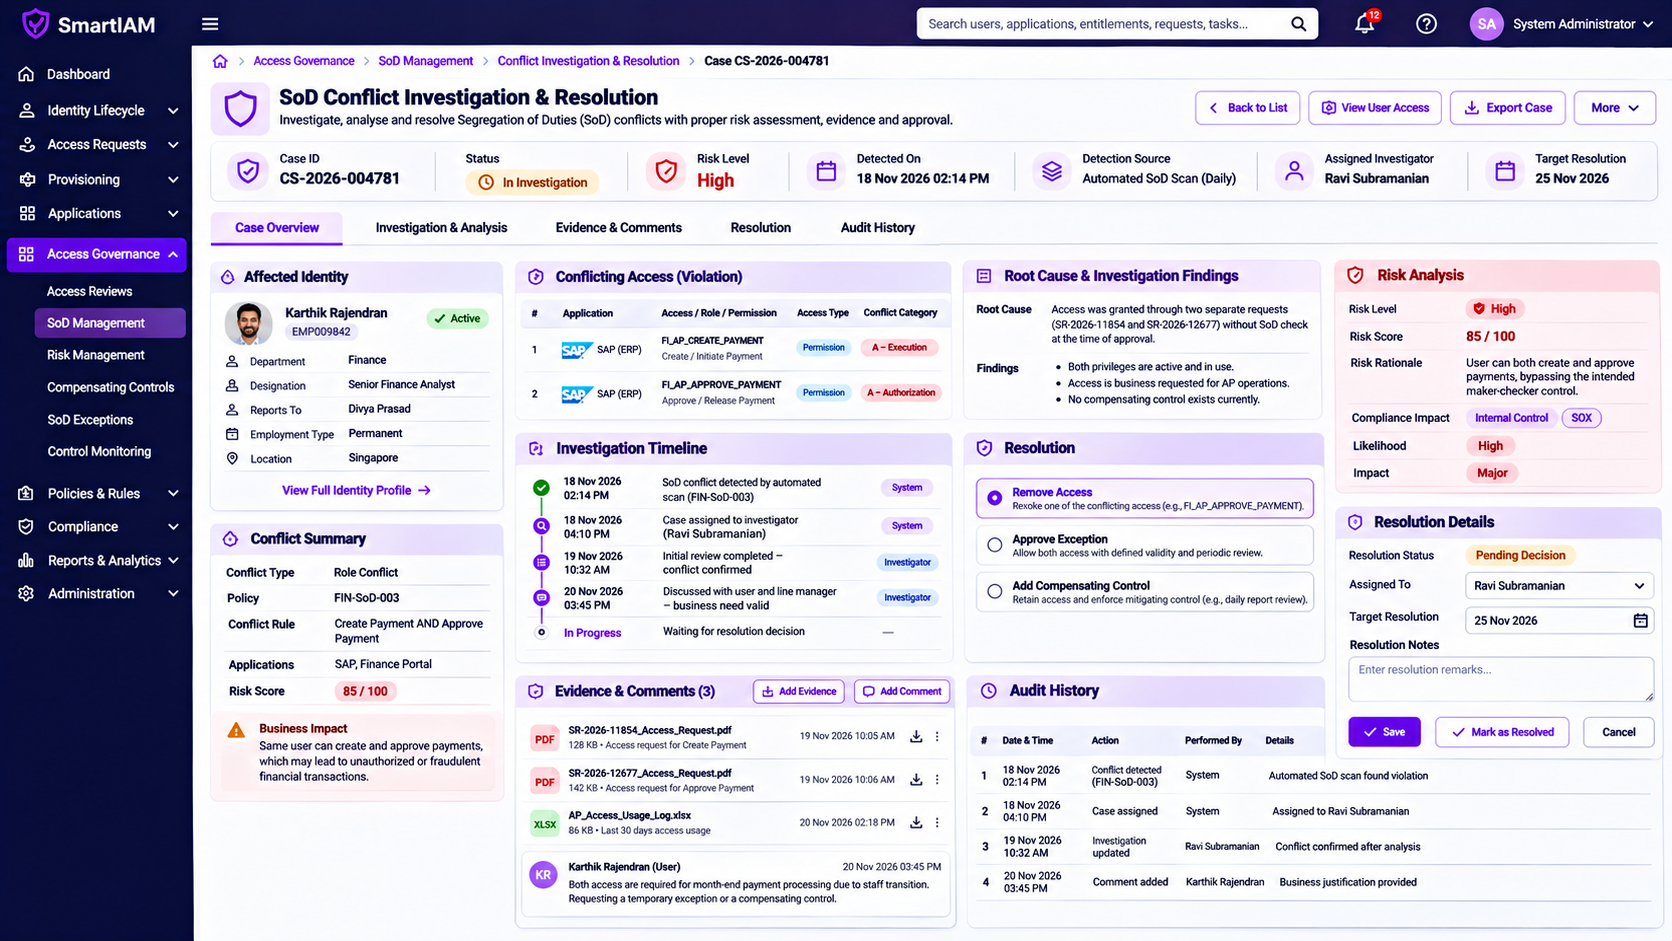 SmartIAM
Search users, applications, entitlements, requests, tasks...
12
SA
System Administrator
Dashboard
Identity Lifecycle
Access Requests
Provisioning
Applications
Access Governance
Access Reviews
SoD Management
Risk Management
Compensating Controls
SoD Exceptions
Control Monitoring
Policies & Rules
Compliance
Reports & Analytics
Administration
Access Governance > SoD Management > Conflict Investigation & Resolution > Case CS-2026-004781
SoD Conflict Investigation & Resolution
Investigate, analyse and resolve Segregation of Duties (SoD) conflicts with proper risk assessment, evidence and approval.
Back to List
View User Access
Export Case
More
Case ID
CS-2026-004781
Status
In Investigation
Risk Level
High
Detected On
18 Nov 2026 02:14 PM
Detection Source
Automated SoD Scan (Daily)
Assigned Investigator
Ravi Subramanian
Target Resolution
25 Nov 2026
Case Overview
Investigation & Analysis
Evidence & Comments
Resolution
Audit History
Affected Identity
Karthik Rajendran
EMP009842
Active
Department Finance
Designation Senior Finance Analyst
Reports To Divya Prasad
Employment Type Permanent
Location Singapore
View Full Identity Profile →
Conflict Summary
Conflict Type Role Conflict
Policy FIN-SoD-003
Conflict Rule Create Payment AND Approve
Payment
Applications SAP, Finance Portal
Risk Score 85 / 100
Business Impact
Same user can create and approve payments,
which may lead to unauthorized or fraudulent
financial transactions.
Conflicting Access (Violation)
# Application Access / Role / Permission Access Type Conflict Category
1 SAP SAP (ERP) FI_AP_CREATE_PAYMENT Permission A – Execution
Create / Initiate Payment
2 SAP SAP (ERP) FI_AP_APPROVE_PAYMENT Permission A – Authorization
Approve / Release Payment
Investigation Timeline
18 Nov 2026 SoD conflict detected by automated System
02:14 PM scan (FIN-SoD-003)
18 Nov 2026 Case assigned to investigator System
04:10 PM (Ravi Subramanian)
19 Nov 2026 Initial review completed – Investigator
10:32 AM conflict confirmed
20 Nov 2026 Discussed with user and line manager Investigator
03:45 PM – business need valid
In Progress Waiting for resolution decision —
Evidence & Comments (3)
Add Evidence
Add Comment
PDF SR-2026-11854_Access_Request.pdf 19 Nov 2026 10:05 AM
128 KB • Access request for Create Payment
PDF SR-2026-12677_Access_Request.pdf 19 Nov 2026 10:06 AM
142 KB • Access request for Approve Payment
XLSX AP_Access_Usage_Log.xlsx 20 Nov 2026 02:18 PM
86 KB • Last 30 days access usage
KR Karthik Rajendran (User) 20 Nov 2026 03:45 PM
Both access are required for month-end payment processing due to staff transition.
Requesting a temporary exception or a compensating control.
Root Cause & Investigation Findings
Root Cause Access was granted through two separate requests
(SR-2026-11854 and SR-2026-12677) without SoD check
at the time of approval.
Findings • Both privileges are active and in use.
• Access is business requested for AP operations.
• No compensating control exists currently.
Resolution
Remove Access
Rexoke one of the conflicting access (e.g., FI_AP_APPROVE_PAYMENT).
Approve Exception
Allow both access with defined validity and periodic review.
Add Compensating Control
Retain access and enforce mitigating control (e.g., daily report review).
Audit History
# Date & Time Action Performed By Details
1 18 Nov 2026 Conflict detected System Automated SoD scan found violation
02:14 PM (FIN-SoD-003)
2 18 Nov 2026 Case assigned System Assigned to Ravi Subramanian
04:10 PM
3 19 Nov 2026 Investigation Ravi Subramanian Conflict confirmed after analysis
10:32 AM updated
4 20 Nov 2026 Comment added Karthik Rajendran Business justification provided
03:45 PM
Risk Analysis
Risk Level High
Risk Score 85 / 100
Risk Rationale User can both create and approve
payments, bypassing the intended
maker-checker control.
Compliance Impact Internal Control SOX
Likelihood High
Impact Major
Resolution Details
Resolution Status Pending Decision
Assigned To Ravi Subramanian
Target Resolution 25 Nov 2026
Resolution Notes
Enter resolution remarks...
Save
Mark as Resolved
Cancel